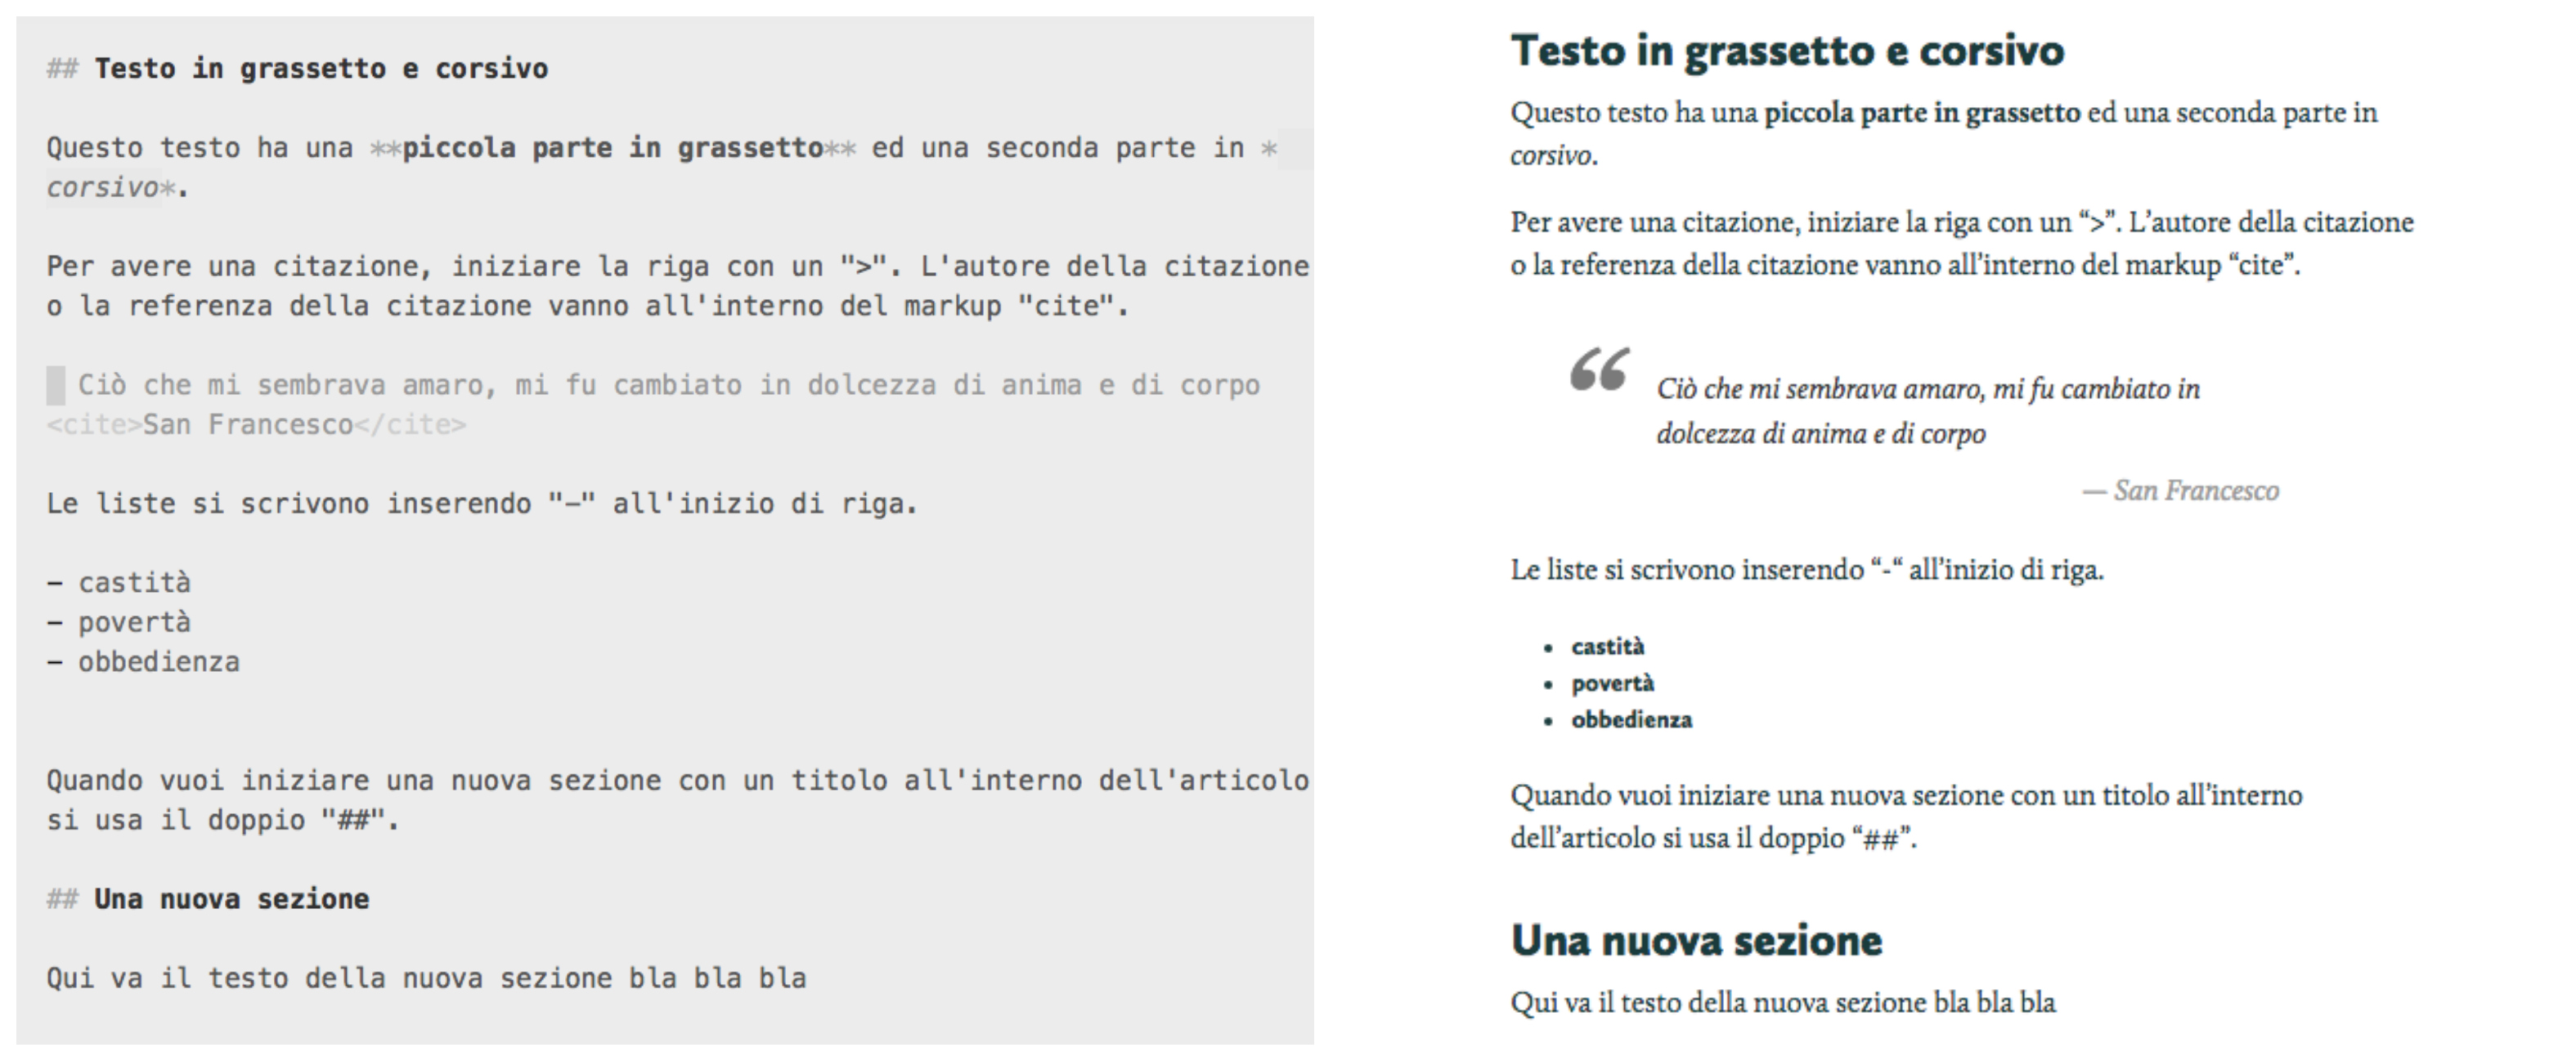 ## Testo in grassetto e corsivo
Questo testo ha una **piccola parte in grassetto** ed una seconda parte in *
corsivo*.
Per avere una citazione, iniziare la riga con un ">". L'autore della citazione
o la referenza della citazione vanno all'interno del markup "cite".
Ciò che mi sembrava amaro, mi fu cambiato in dolcezza di anima e di corpo
<cite>San Francesco</cite>
Le liste si scrivono inserendo "-" all'inizio di riga.
- castità
- povertà
- obbedienza
Quando vuoi iniziare una nuova sezione con un titolo all'interno dell'articolo
si usa il doppio "##".
## Una nuova sezione
Qui va il testo della nuova sezione bla bla bla
Testo in grassetto e corsivo
Questo testo ha una piccola parte in grassetto ed una seconda parte in
corsivo.
Per avere una citazione, iniziare la riga con un “>”. L’autore della citazione
o la referenza della citazione vanno all’interno del markup “cite”.
“ Ciò che mi sembrava amaro, mi fu cambiato in
dolcezza di anima e di corpo
— San Francesco
Le liste si scrivono inserendo “-“ all’inizio di riga.
• castità
• povertà
• obbedienza
Quando vuoi iniziare una nuova sezione con un titolo all’interno
dell’articolo si usa il doppio “##”.
Una nuova sezione
Qui va il testo della nuova sezione bla bla bla